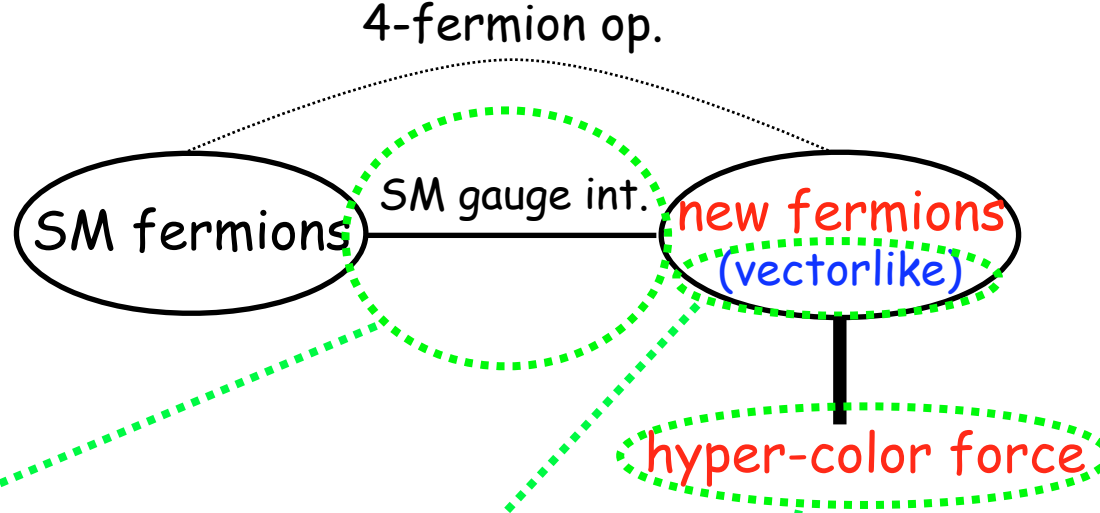 4-fermion op.
SM fermions
SM gauge int.
new fermions
(vectorlike)
hyper-color force